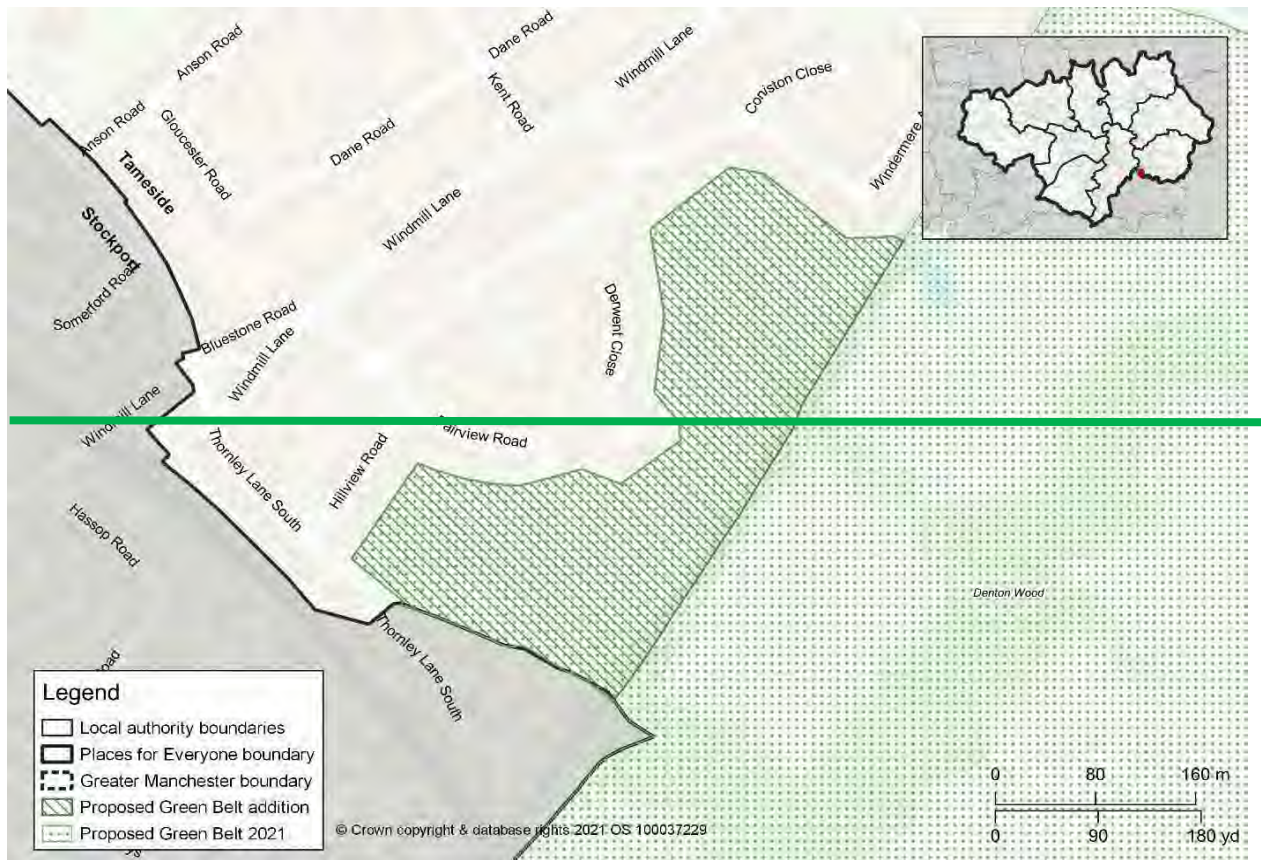 Anson Road
Dane Road
Windmill Lane
Kent Road
Coniston Close
Anson Road
Gloucester Road
Dane Road
Windermere
Tameside
Stockport
Windmill Lane
Somerford Road
Bluestone Road
Windmill Lane
Derwent Close
Windmill Lane
Thornley Lane South
Hillview Road
Fairview Road
Hassop Road
Denton Wood
Thornley Lane South
Legend
Local authority boundaries
Places for Everyone boundary
Greater Manchester boundary
Proposed Green Belt addition
Proposed Green Belt 2021
© Crown copyright & database rights 2021 OS 100037229
0 80 160 m
0 90 180 yd